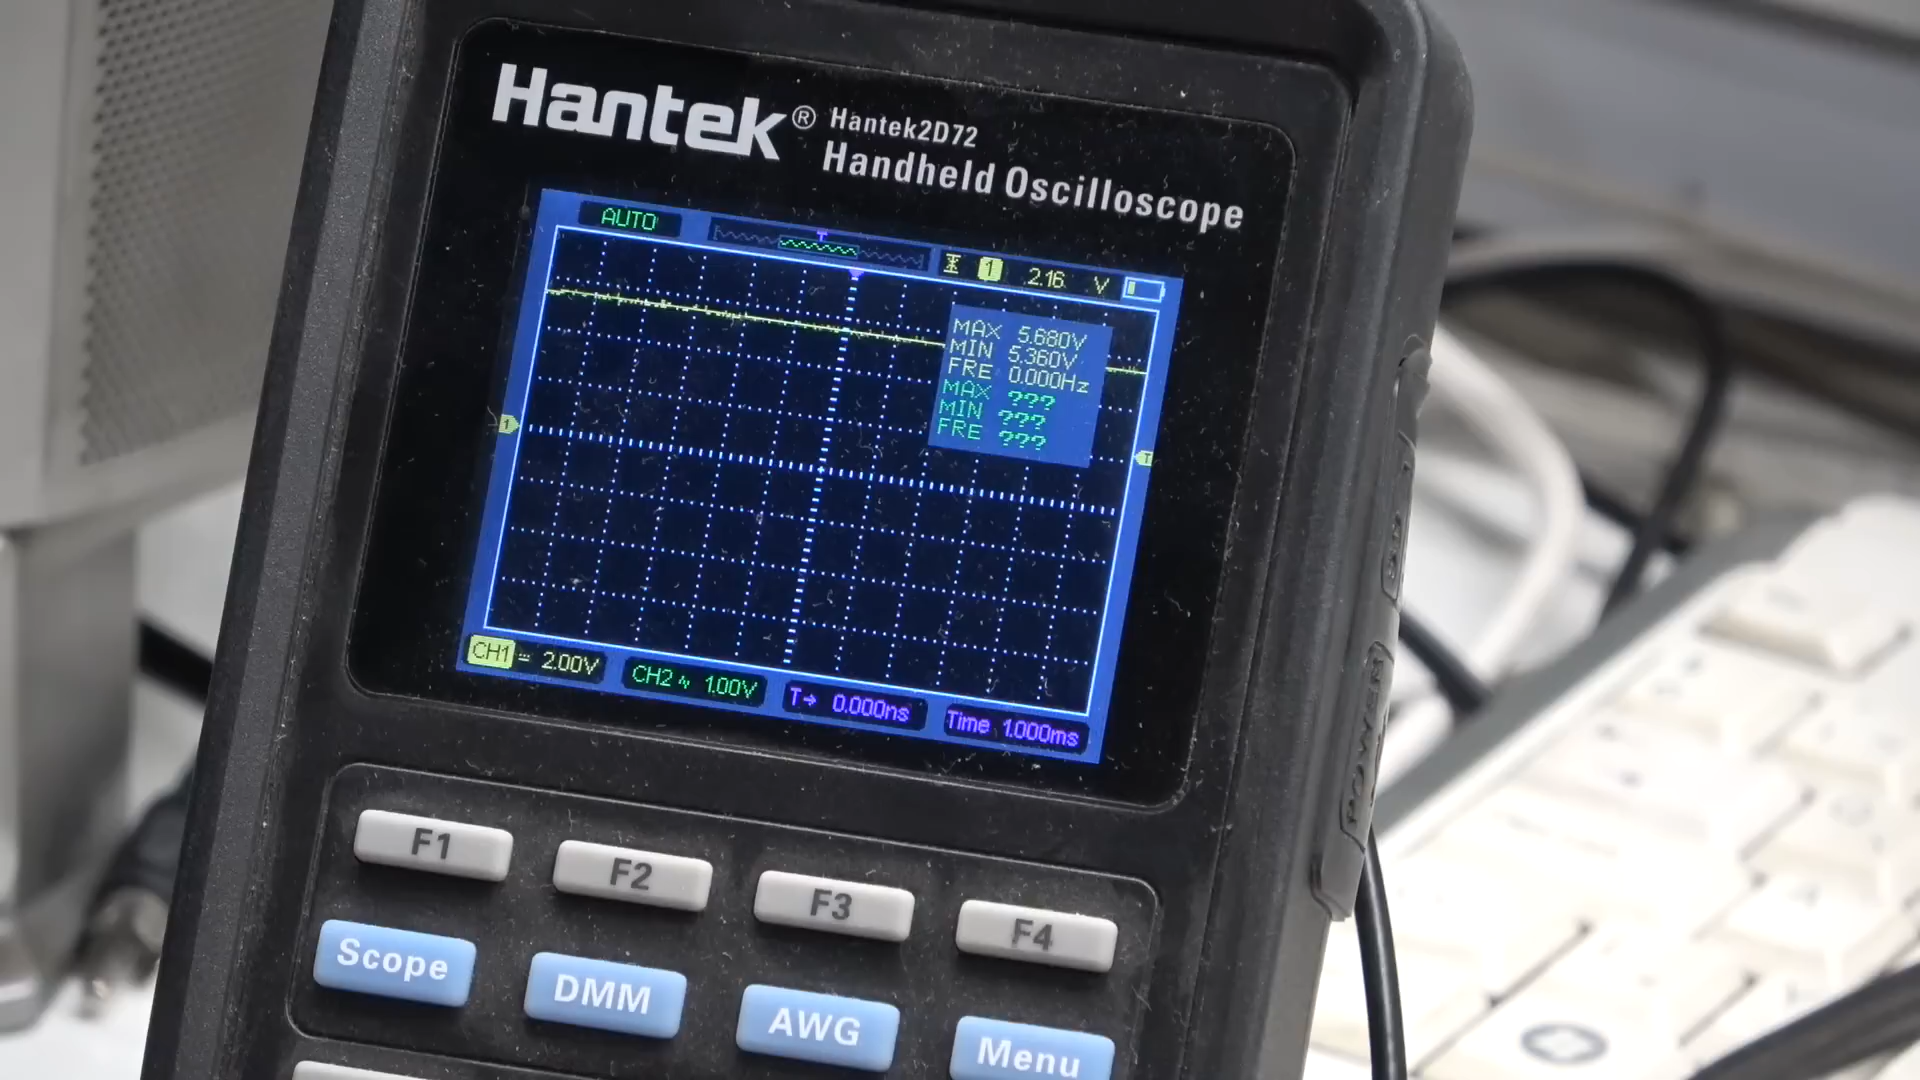 Hantek® Hantek2D72
Handheld Oscilloscope
AUTO T 1 2.16 V
MAX 5.680V
MIN 5.360V
FRE 0.000Hz
MAX ???
MIN ???
FRE ???
1
T
CH1 2.00V CH2 1.00V T→ 0.000ns Time 1.000ms
F1 F2 F3 F4
Scope DMM AWG Menu
POWER